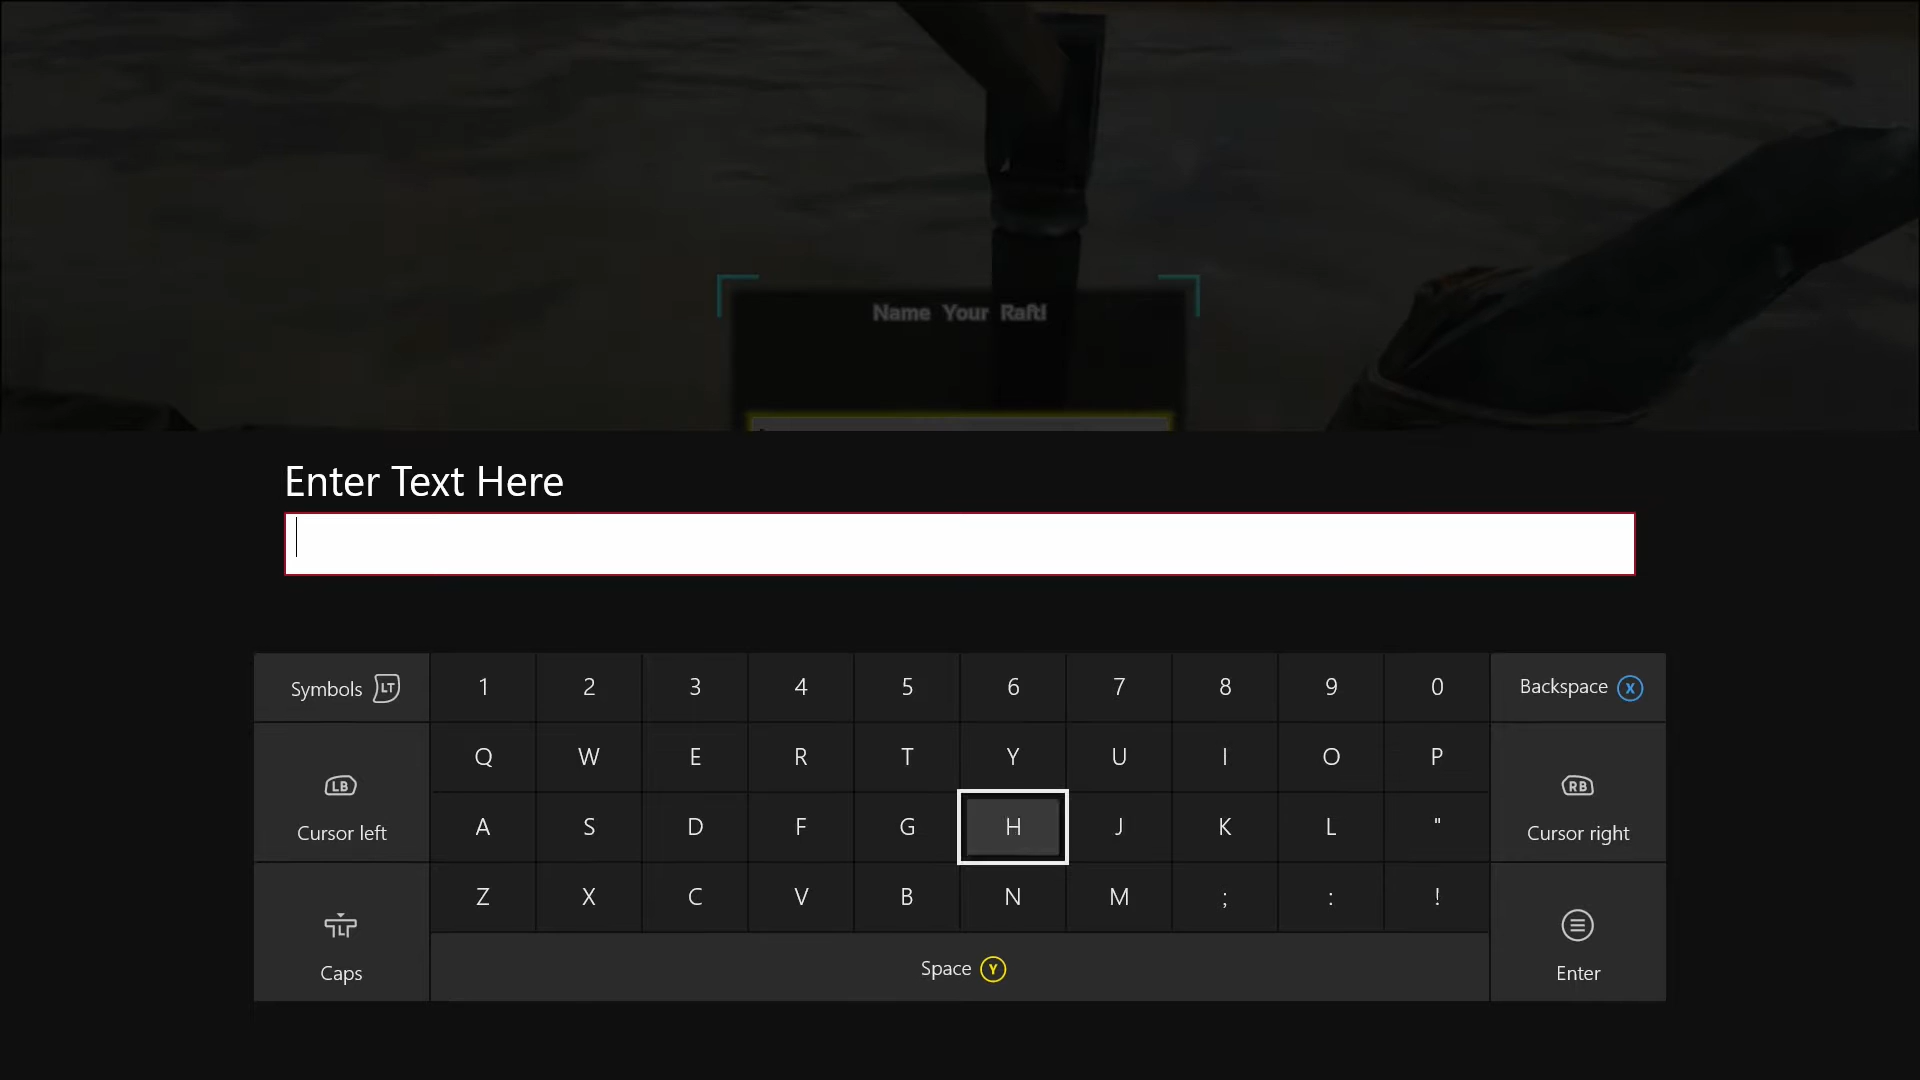 Name Your Raft!
Enter Text Here
Symbols LT 1 2 3 4 5 6 7 8 9 0 Backspace X
Q W E R T Y U I O P
LB RB
Cursor left A S D F G H J K L " Cursor right
Z X C V B N M ; : !
Caps Space Y Enter